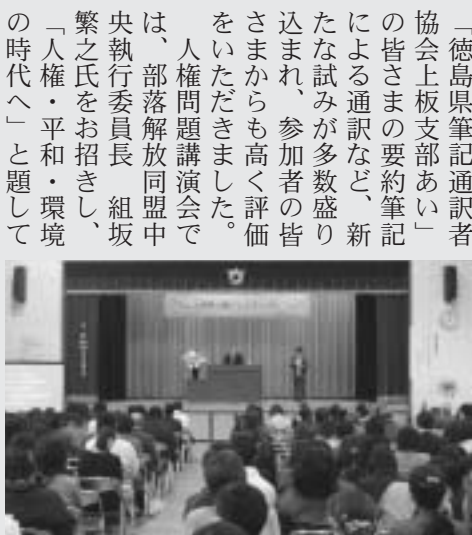 「徳島県筆記通訳者
協会上板支部あい」
の皆さまの要約筆記
による通訳など、新
たな試みが多数盛り
込まれ、参加者の皆
さまからも高く評価
をいただきました。
　人権問題講演会で
は、部落解放同盟中
央執行委員長　組坂
繁之氏をお招きし、
「人権・平和・環境
の時代へ」と題して